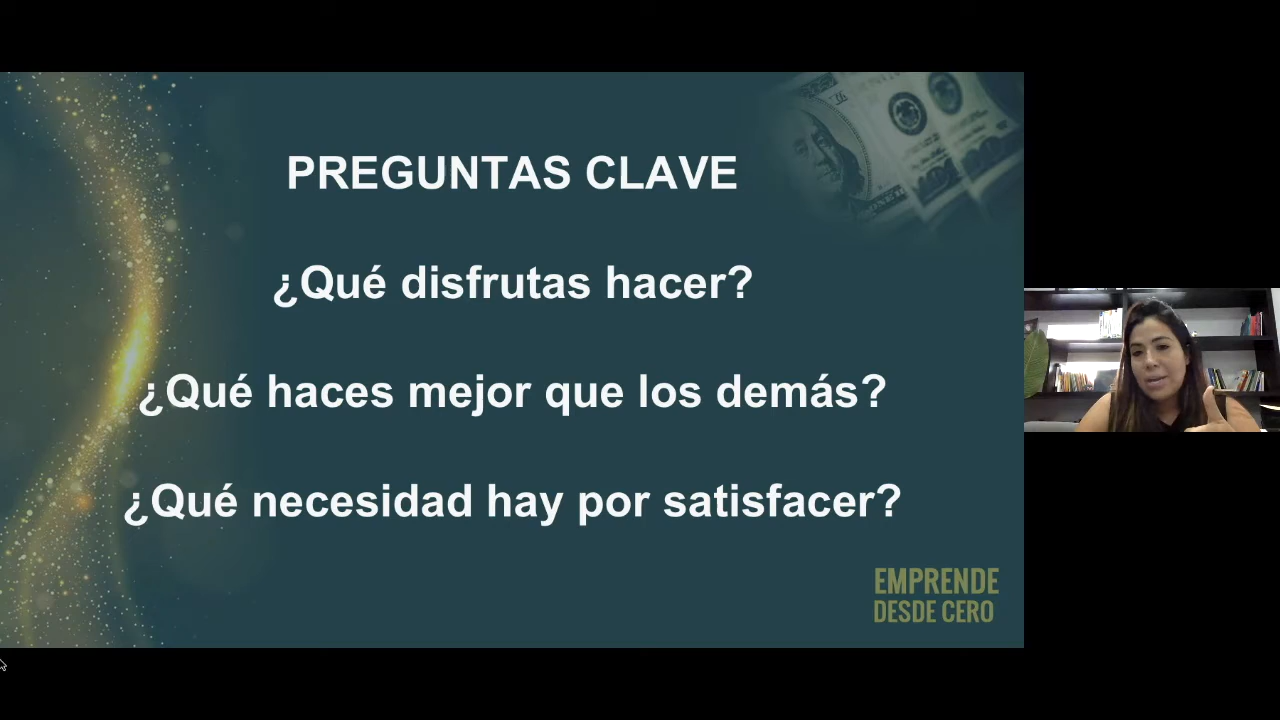 PREGUNTAS CLAVE
¿Qué disfrutas hacer?
¿Qué haces mejor que los demás?
¿Qué necesidad hay por satisfacer?
EMPRENDE
DESDE CERO